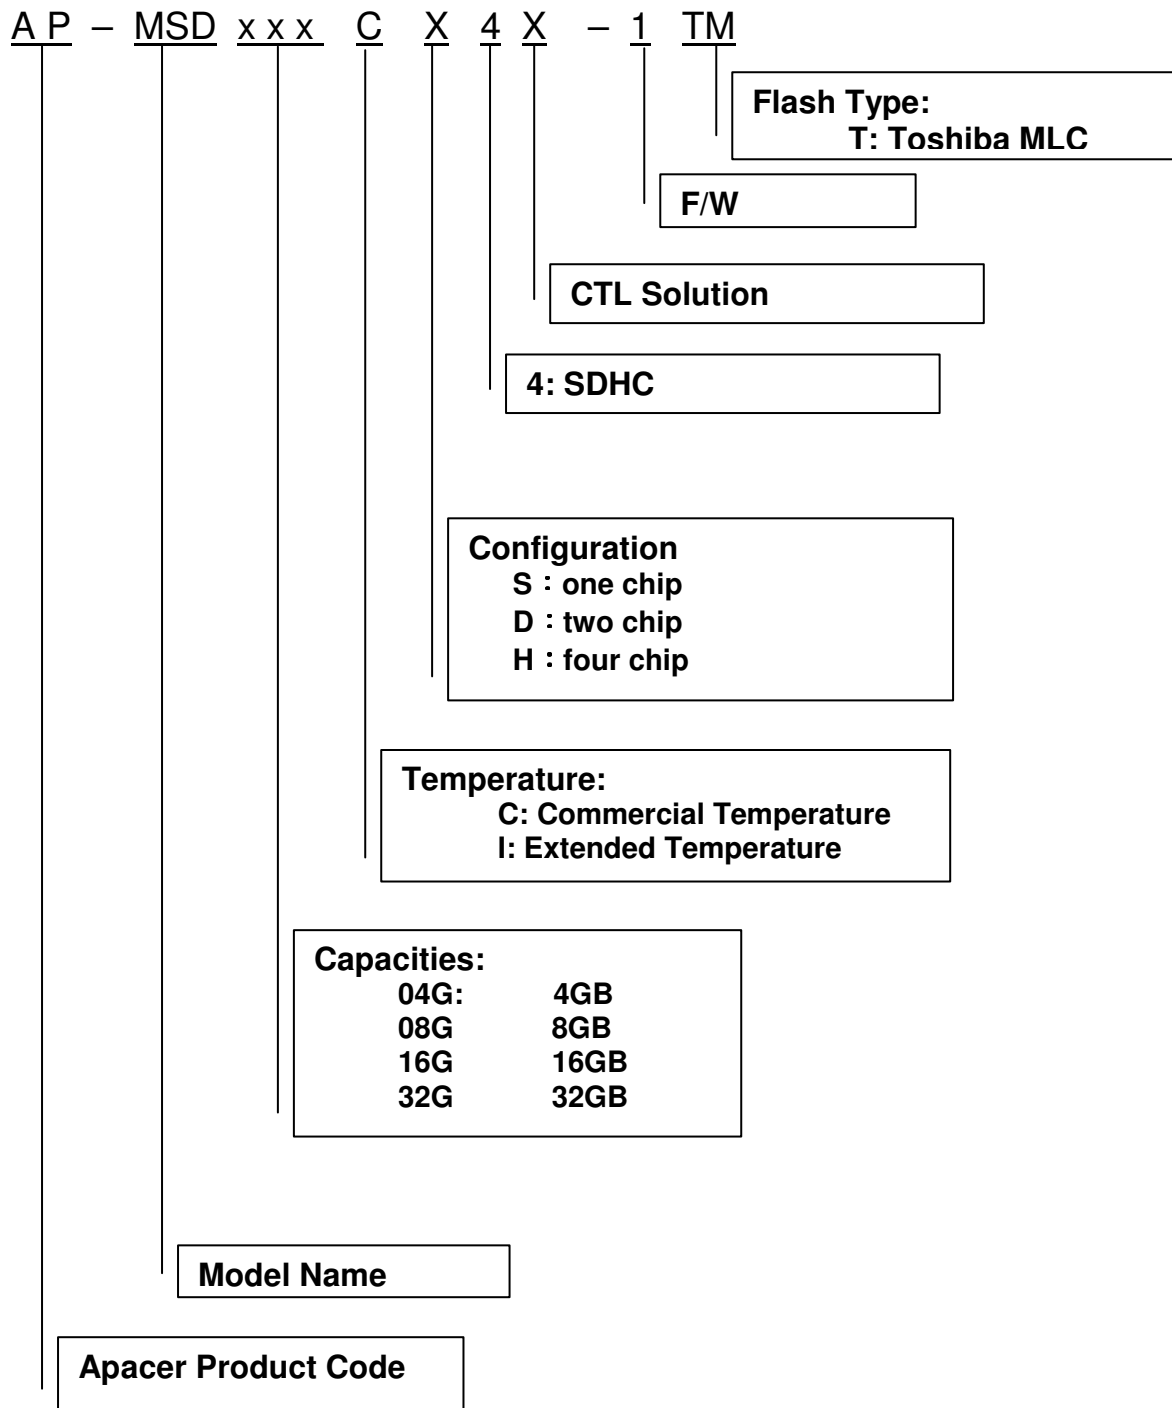 A P – MSD x x x C X 4 X – 1 TM
Flash Type:
T: Toshiba MLC
F/W
CTL Solution
4: SDHC
Configuration
S：one chip
D：two chip
H：four chip
Temperature:
C: Commercial Temperature
I: Extended Temperature
Capacities:
04G: 4GB
08G 8GB
16G 16GB
32G 32GB
Model Name
Apacer Product Code